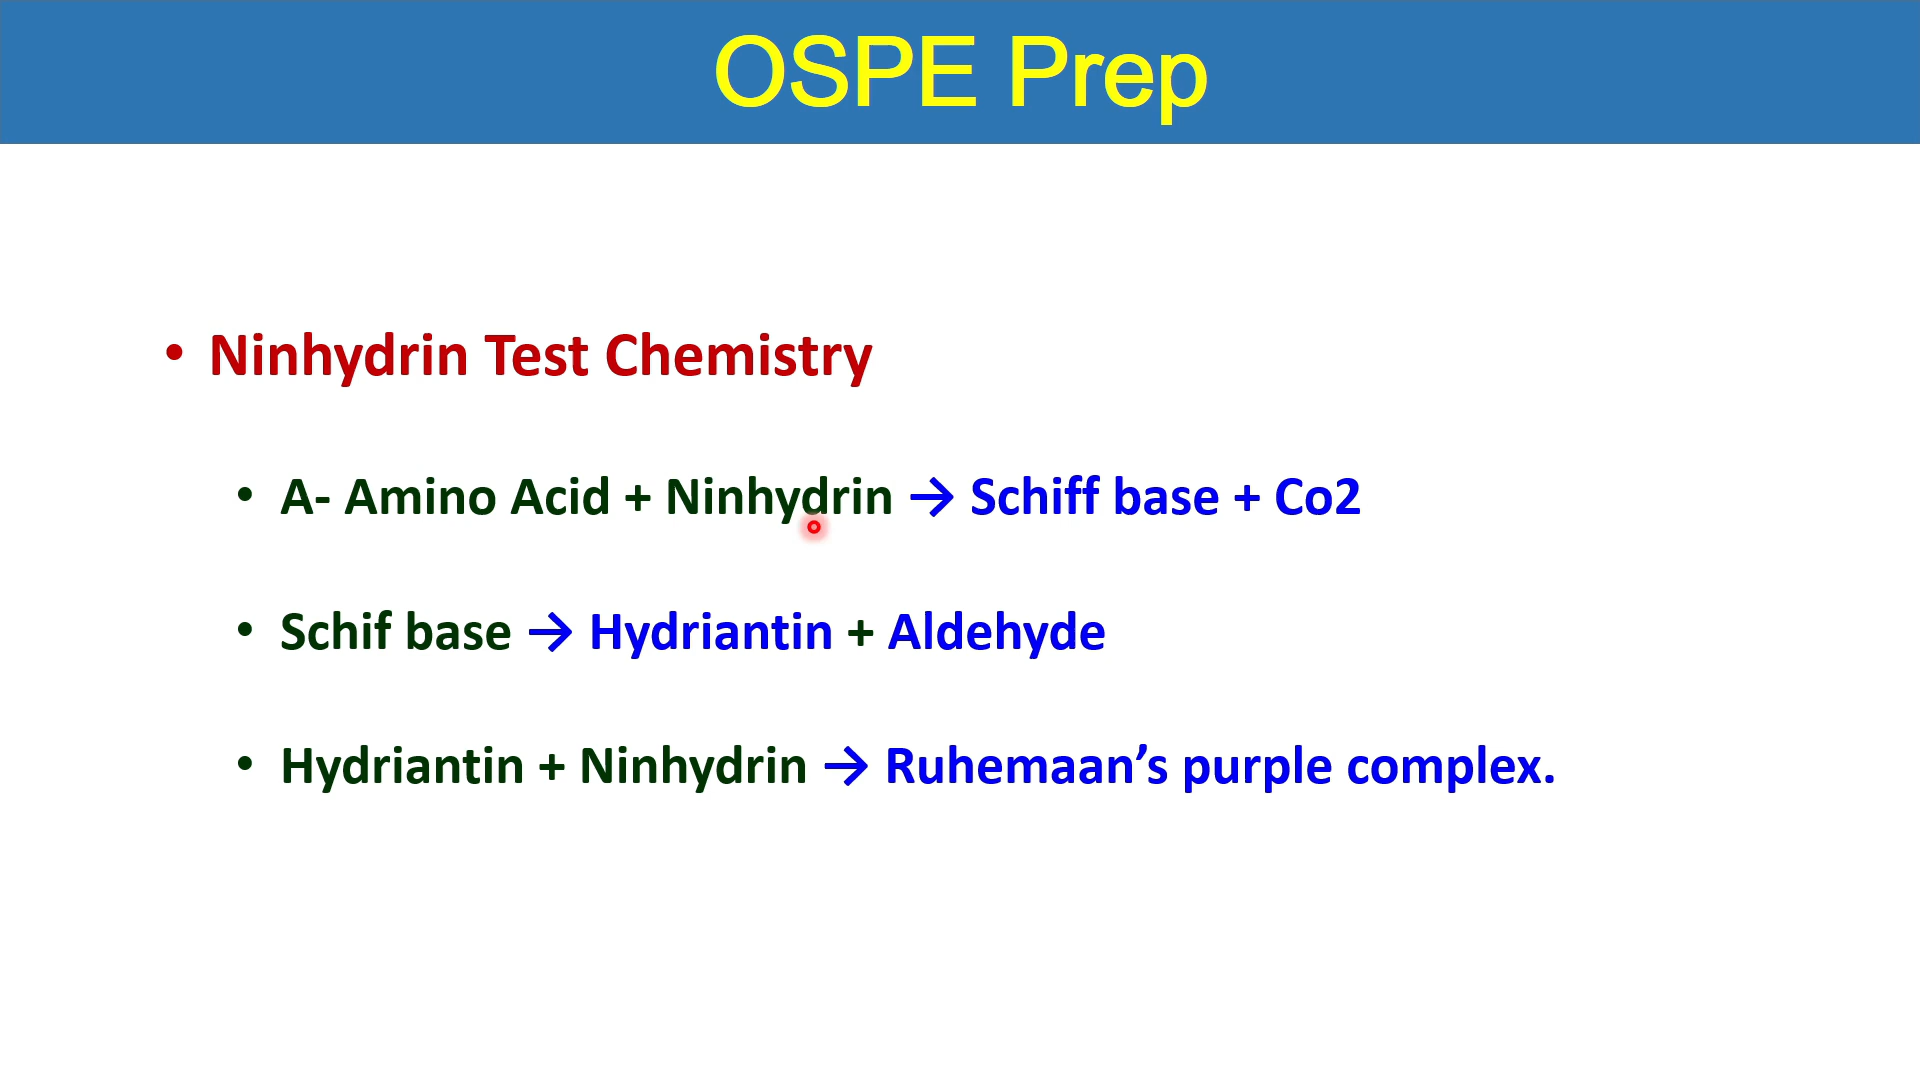 OSPE Prep
• Ninhydrin Test Chemistry
• A- Amino Acid + Ninhydrin → Schiff base + Co2
• Schif base → Hydriantin + Aldehyde
• Hydriantin + Ninhydrin → Ruhemaan’s purple complex.